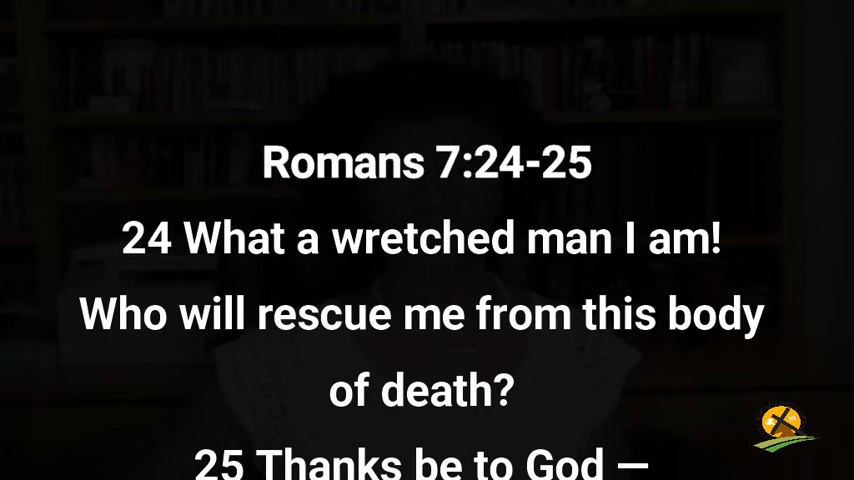 Romans 7:24-25
24 What a wretched man I am!
Who will rescue me from this body
of death?
25 Thanks be to God —